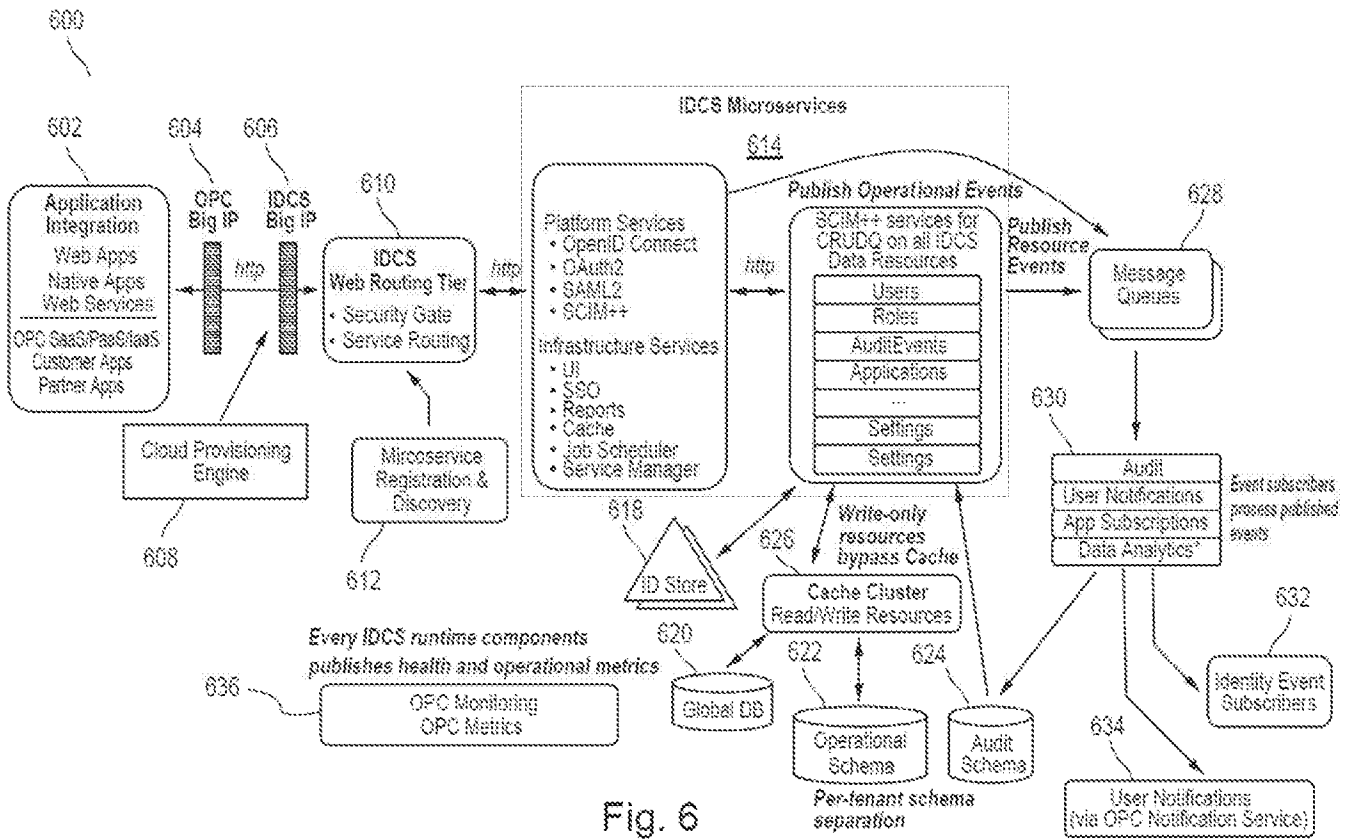 600
602
Application
Integration
Web Apps
Native Apps
Web Services
OPC SaaS/PaaS/IaaS
Customer Apps
Partner Apps
604
OPC
Big IP
http
606
IDCS
Big IP
Cloud Provisioning
Engine
608
610
IDCS
Web Routing Tier
• Security Gate
• Service Routing
Mircoservice
Registration &
Discovery
612
http
IDCS Microservices
614
Platform Services
• OpenID Connect
• OAuth2
• SAML2
• SCIM++
Infrastructure Services
• UI
• SSO
• Reports
• Cache
• Job Scheduler
• Service Manager
http
Publish Operational Events
SCIM++ services for
CRUDQ on all IDCS
Data Resources
Users
Roles
AuditEvents
Applications
...
Settings
Settings
Publish
Resource
Events
628
Message
Queues
630
Audit
User Notifications
App Subscriptions
Data Analytics*
Event subscribers
process published
events
618
ID Store
626
Write-only
resources
bypass Cache
Cache Cluster
Read/Write Resources
620
Global DB
622
Operational
Schema
Per-tenant schema
separation
624
Audit
Schema
632
Identity Event
Subscribers
634
User Notifications
(via OPC Notification Service)
Every IDCS runtime components
publishes health and operational metrics
636
OPC Monitoring
OPC Metrics
Fig. 6